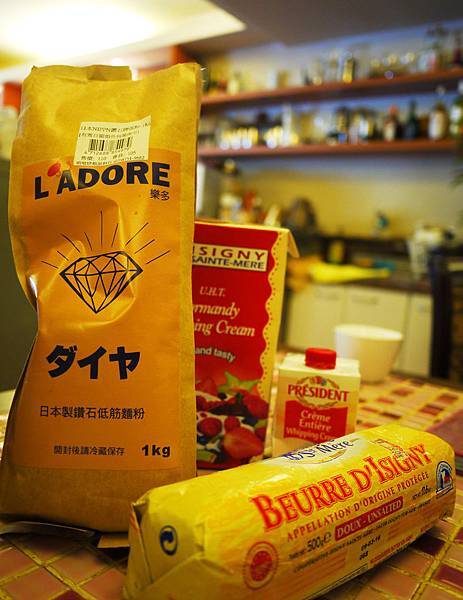 L'ADORE
樂多
ダイヤ
日本製鑽石低筋麵粉
開封後請冷藏保存
1kg
ISIGNY
SAINTE-MERE
U.H.T.
rmandy
ing Cream
and tasty
PRÉSIDENT
Crème
Entière
Whipping
Mère
BEURRE D'ISIGNY
APPELLATION D'ORIGINE PROTÉGÉE
DOUX - UNSALTED
500g